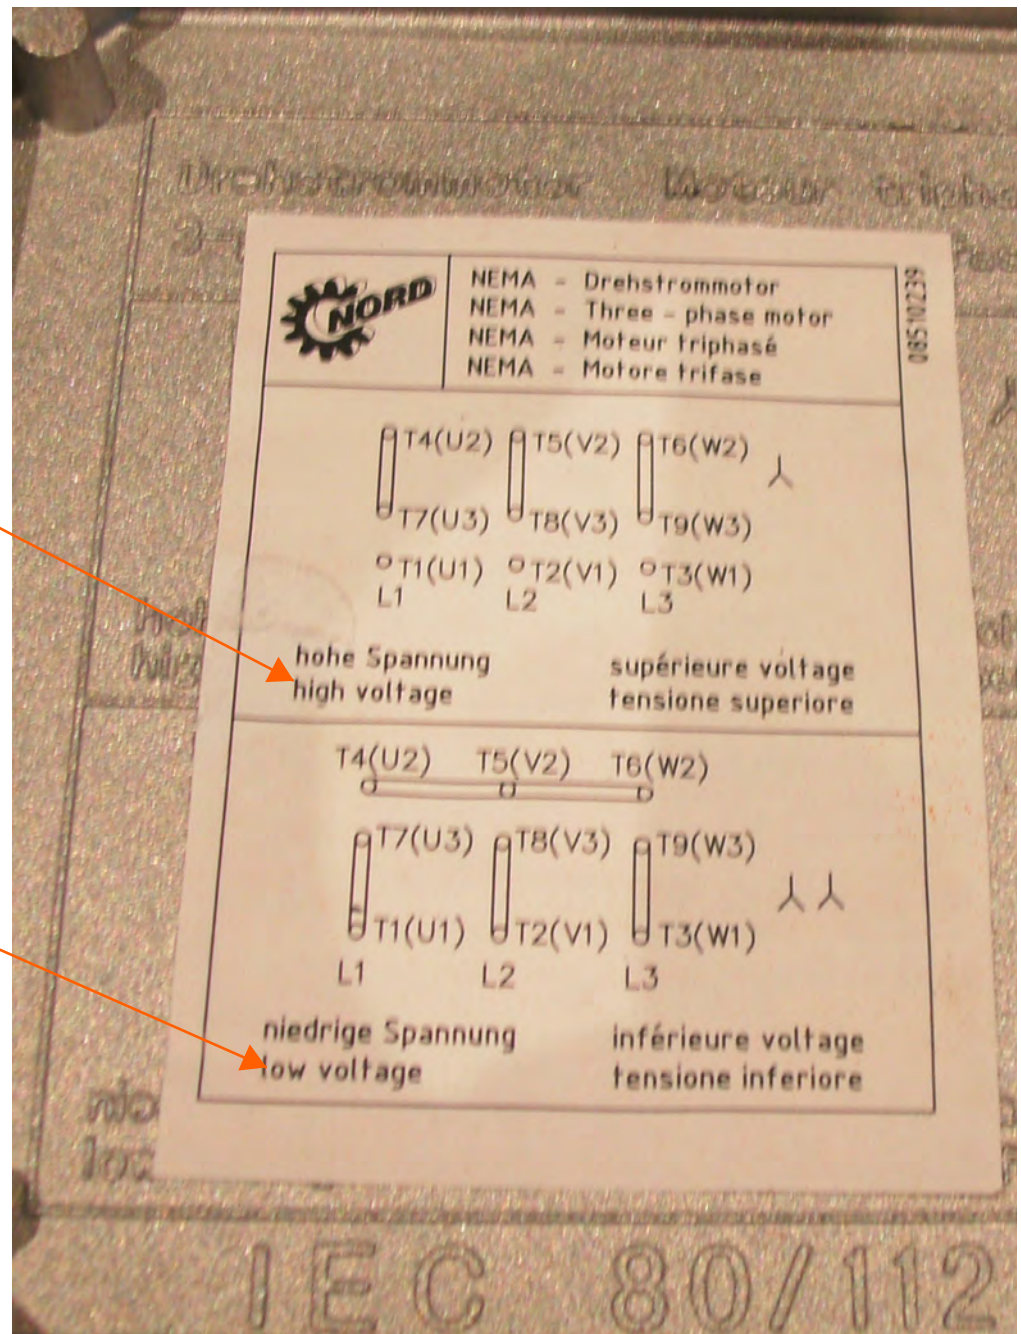 Drehstrommotor Moteur
NORD
NEMA - Drehstrommotor
NEMA - Three - phase motor
NEMA - Moteur triphasé
NEMA - Motore trifase
08510239
T4(U2) T5(V2) T6(W2)
T7(U3) T8(V3) T9(W3)
T1(U1) T2(V1) T3(W1)
L1 L2 L3
hohe Spannung supérieure voltage
high voltage tensione superiore
T4(U2) T5(V2) T6(W2)
T7(U3) T8(V3) T9(W3)
T1(U1) T2(V1) T3(W1)
L1 L2 L3
niedrige Spannung inférieure voltage
low voltage tensione inferiore
IEC 80/112